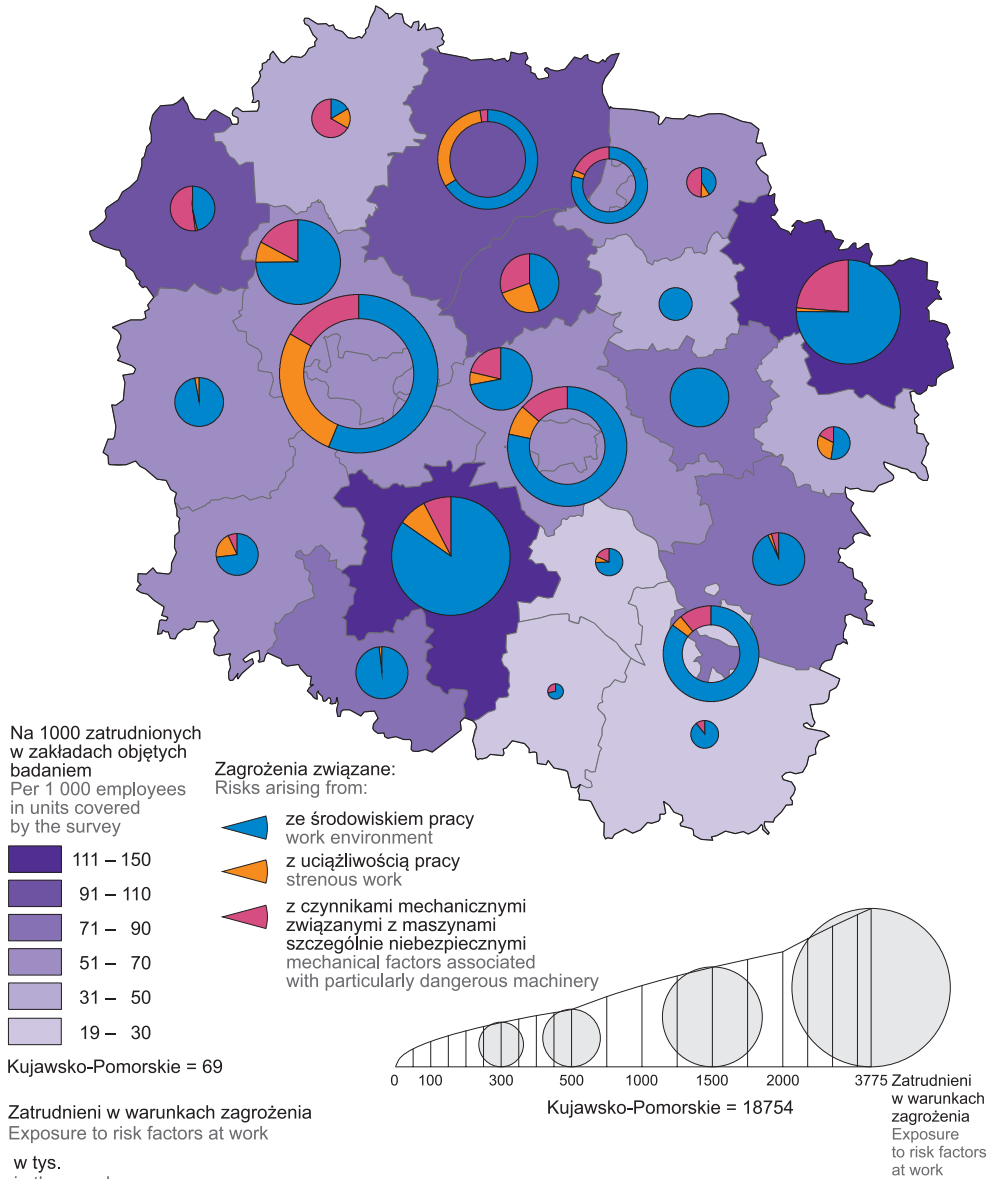 Na 1000 zatrudnionych
w zakładach objętych
badaniem
Per 1 000 employees
in units covered
by the survey
111 – 150
91 – 110
71 – 90
51 – 70
31 – 50
19 – 30
Kujawsko-Pomorskie = 69
Zagrożenia związane:
Risks arising from:
ze środowiskiem pracy
work environment
z uciążliwością pracy
strenous work
z czynnikami mechanicznymi
związanymi z maszynami
szczególnie niebezpiecznymi
mechanical factors associated
with particularly dangerous machinery
0 100 300 500 1000 1500 2000 3775
Kujawsko-Pomorskie = 18754
Zatrudnieni
w warunkach
zagrożenia
Exposure
to risk factors
at work
Zatrudnieni w warunkach zagrożenia
Exposure to risk factors at work
w tys.